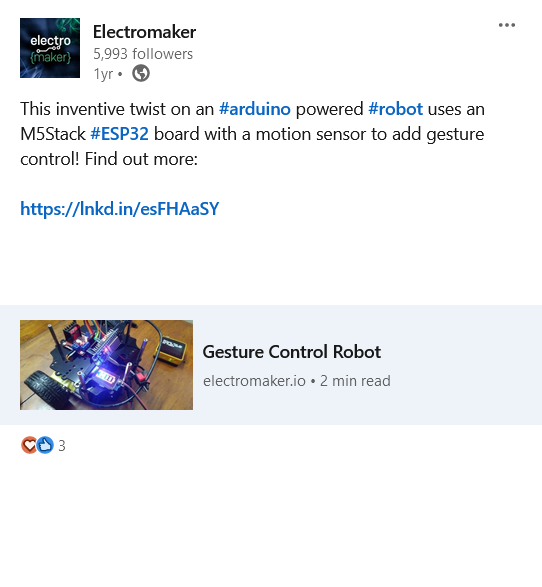 electro
{maker}
Electromaker
5,993 followers
1yr •
This inventive twist on an #arduino powered #robot uses an
M5Stack #ESP32 board with a motion sensor to add gesture
control! Find out more:
https://lnkd.in/esFHAaSY
Gesture Control Robot
electromaker.io • 2 min read
3